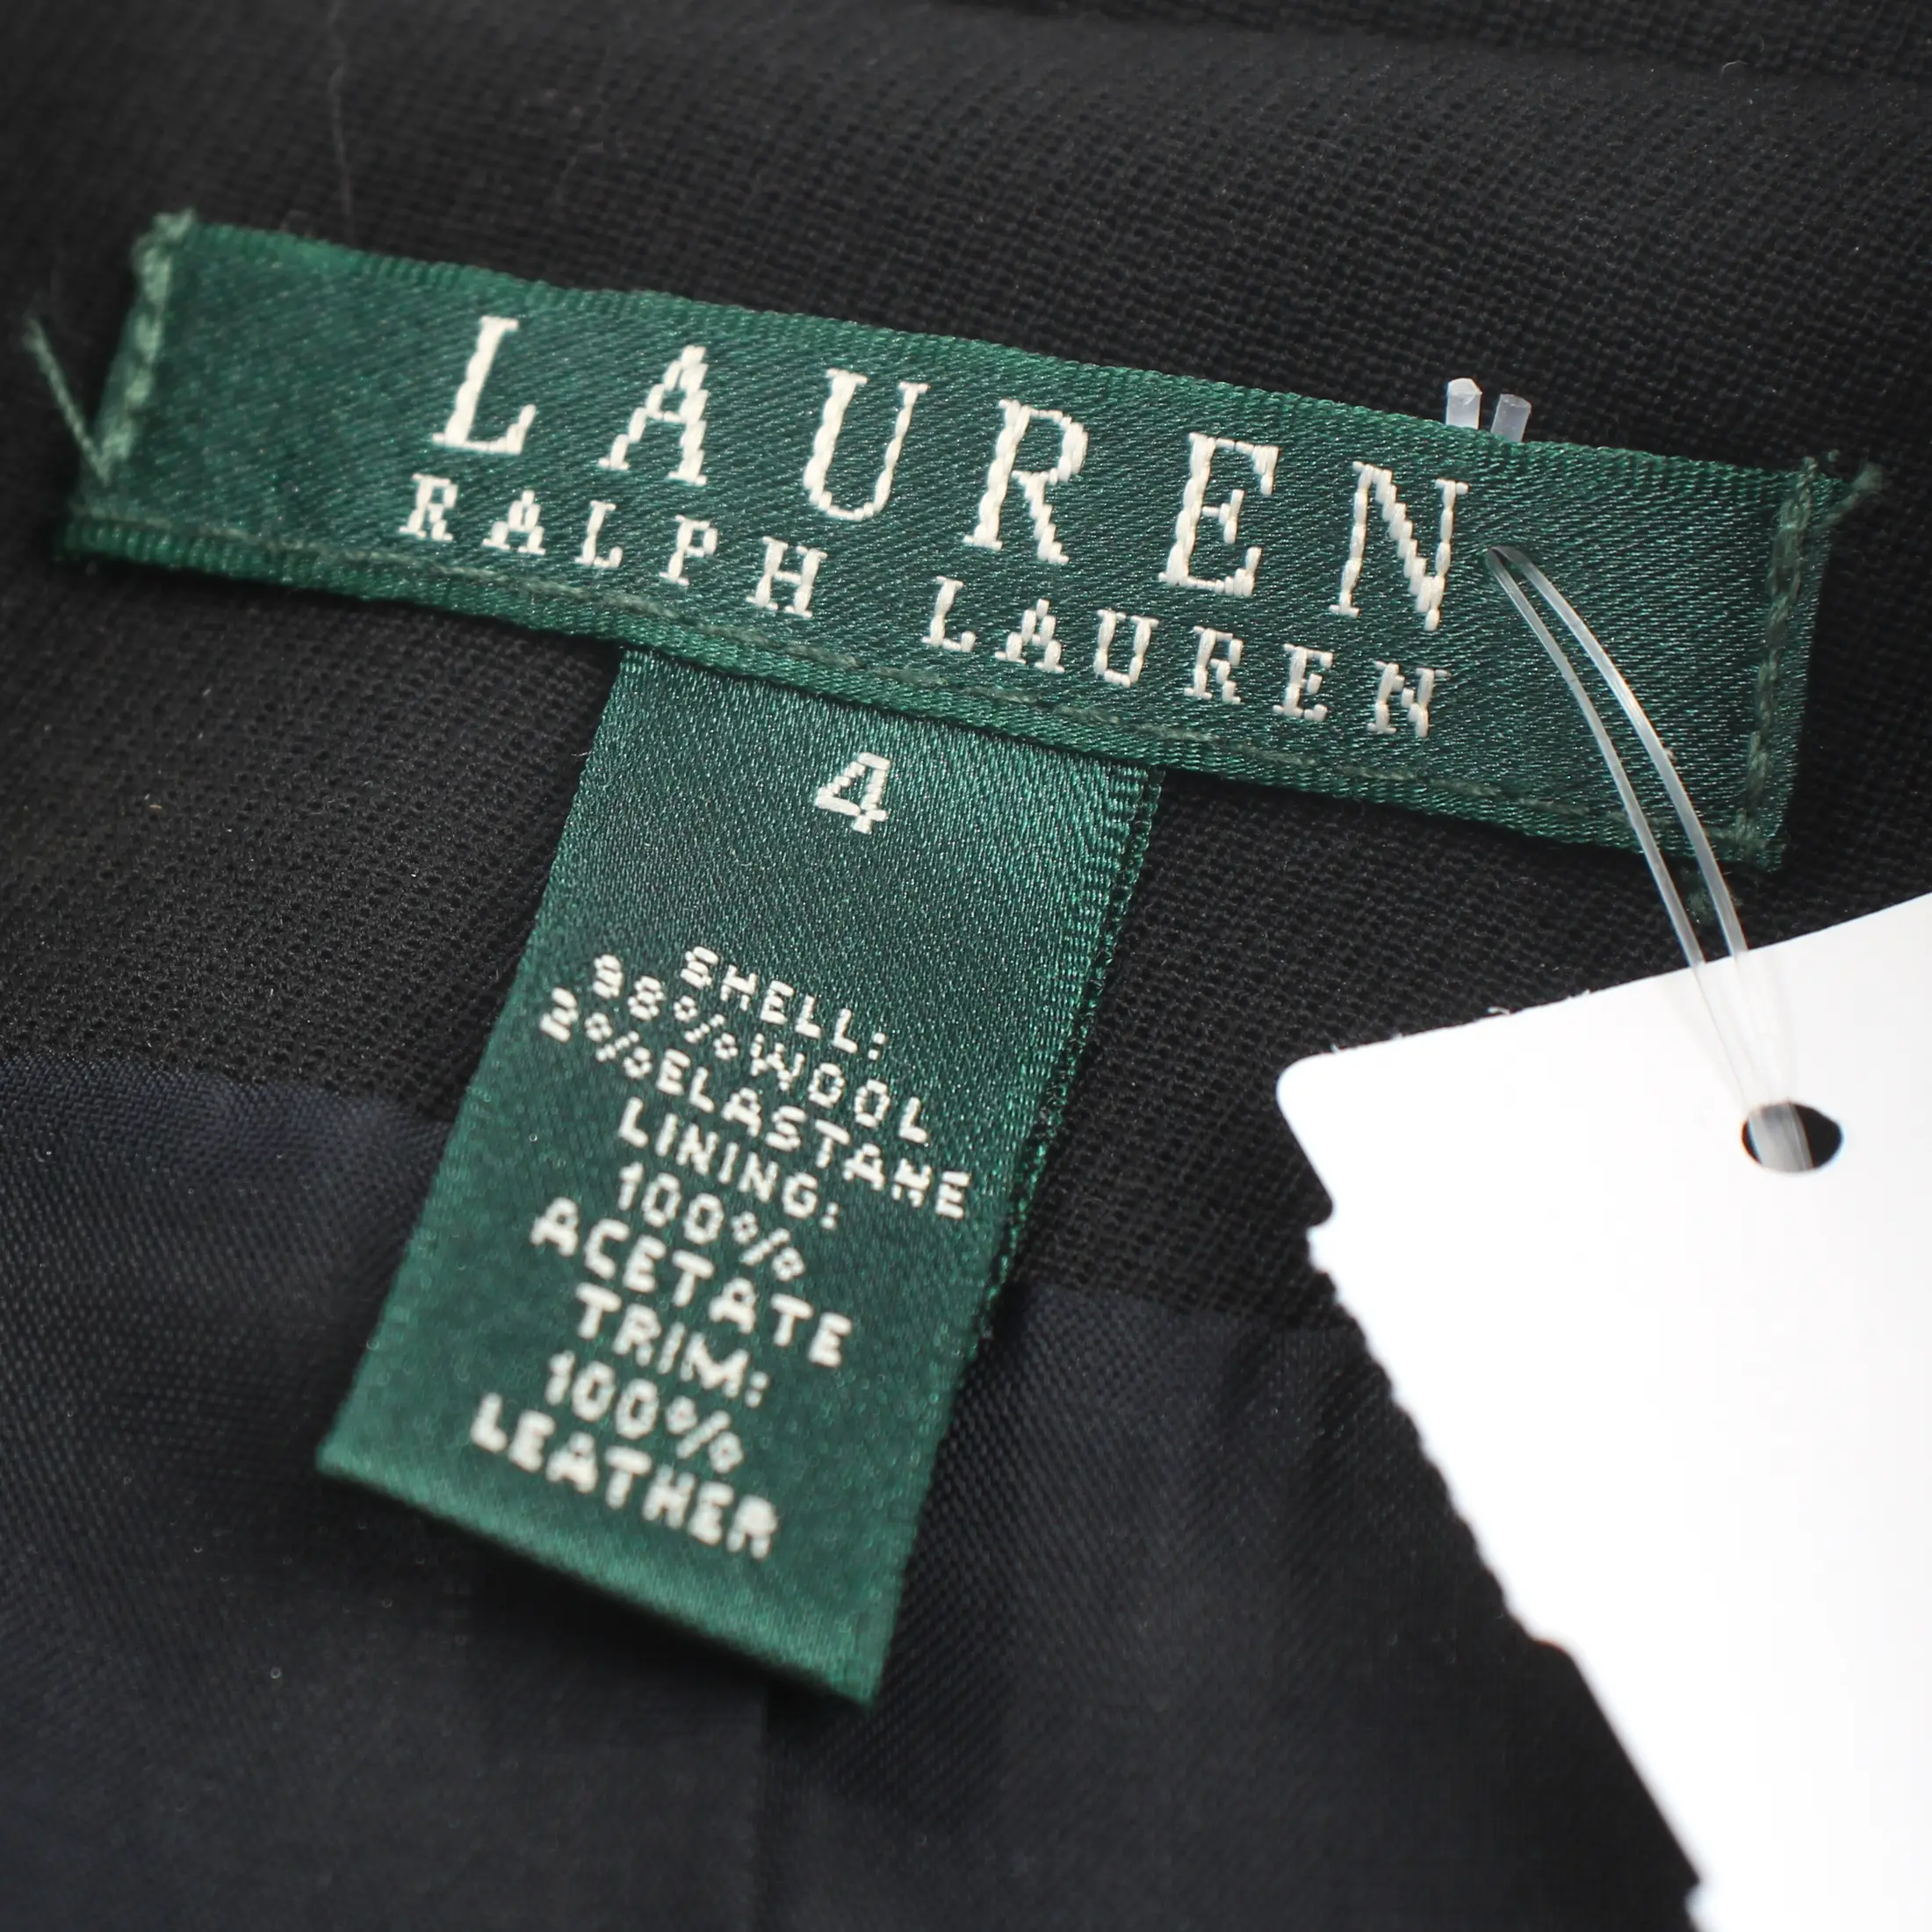 LAUREN
RALPH LAUREN
4
SHELL:
98%WOOL
2%ELASTANE
LINING:
100%
ACETATE
TRIM:
100%
LEATHER